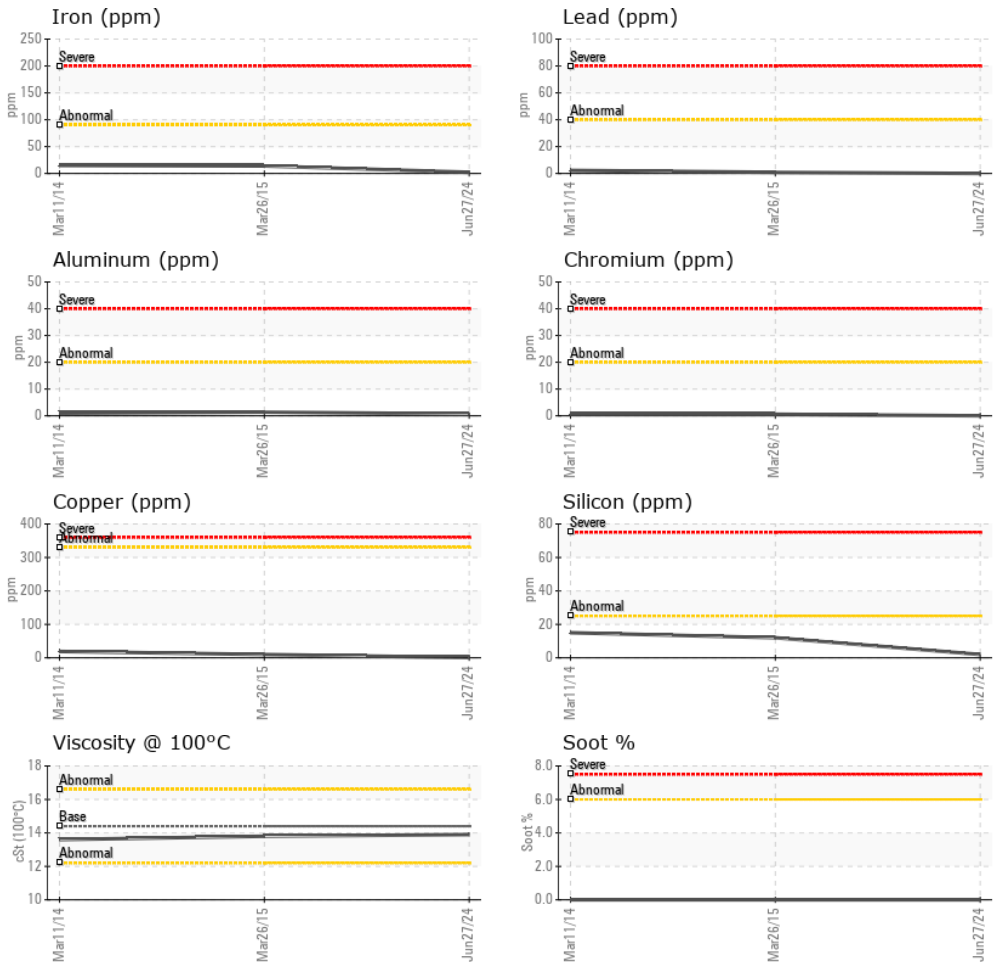 Iron (ppm)
250
200
150
100
50
0
ppm
Severe
Abnormal
Mar11/14
Mar26/15
Jun27/24
Lead (ppm)
100
80
60
40
20
0
ppm
Severe
Abnormal
Mar11/14
Mar26/15
Jun27/24
Aluminum (ppm)
50
40
30
20
10
0
ppm
Severe
Abnormal
Mar11/14
Mar26/15
Jun27/24
Chromium (ppm)
50
40
30
20
10
0
ppm
Severe
Abnormal
Mar11/14
Mar26/15
Jun27/24
Copper (ppm)
400
300
200
100
0
ppm
Severe
Abnormal
Mar11/14
Mar26/15
Jun27/24
Silicon (ppm)
80
60
40
20
0
ppm
Severe
Abnormal
Mar11/14
Mar26/15
Jun27/24
Viscosity @ 100°C
18
16
14
12
10
cSt (100°C)
Abnormal
Base
Abnormal
Mar11/14
Mar26/15
Jun27/24
Soot %
8.0
6.0
4.0
2.0
0.0
Soot %
Severe
Abnormal
Mar11/14
Mar26/15
Jun27/24